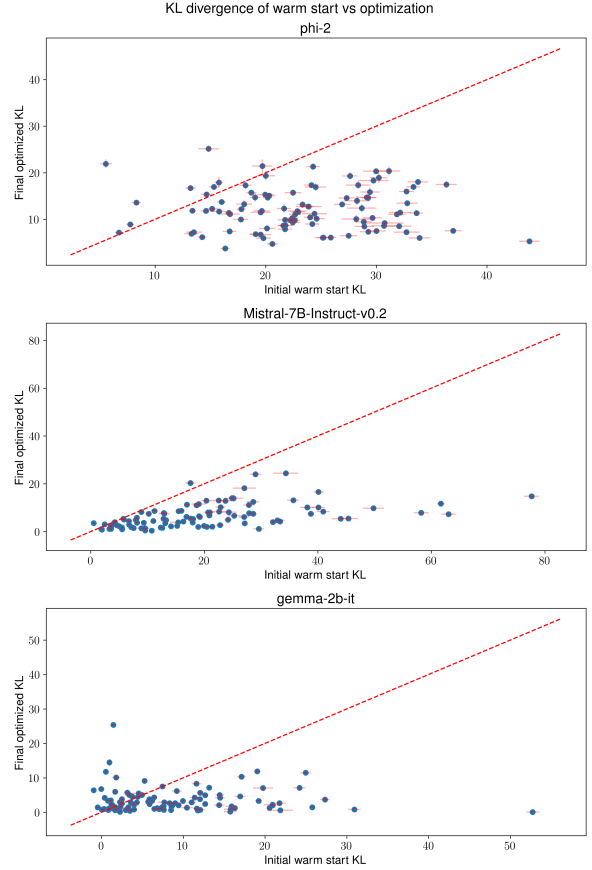 KL divergence of warm start vs optimization
phi-2
Final optimized KL
40
30
20
10
10 20 30 40
Initial warm start KL
Mistral-7B-Instruct-v0.2
Final optimized KL
80
60
40
20
0
0 20 40 60 80
Initial warm start KL
gemma-2b-it
Final optimized KL
50
40
30
20
10
0
0 10 20 30 40 50
Initial warm start KL